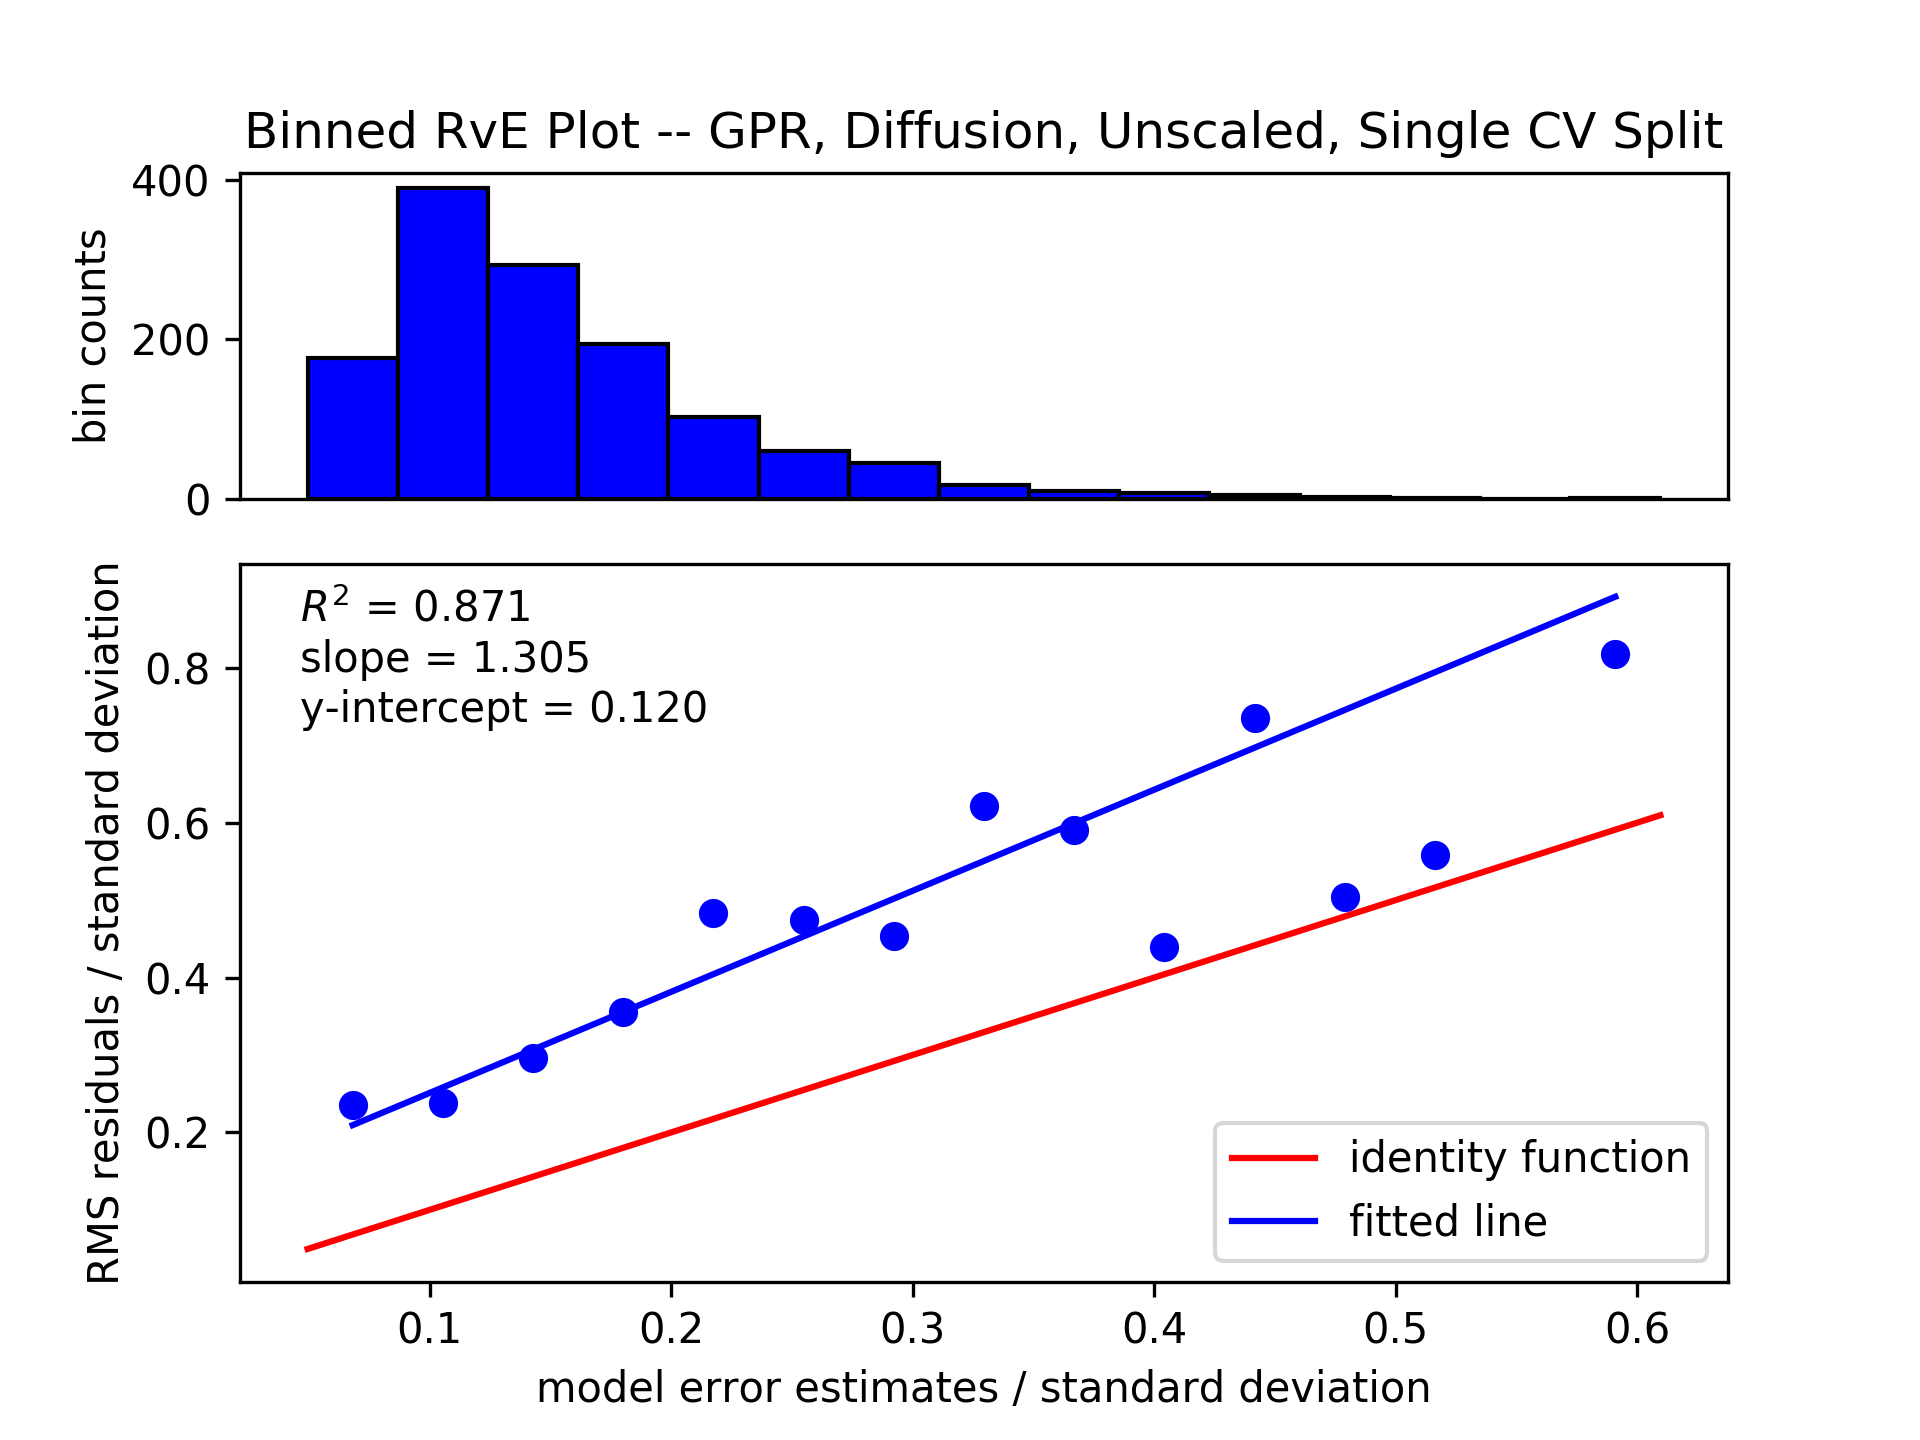 Binned RvE Plot -- GPR, Diffusion, Unscaled, Single CV Split
400
200
0
bin counts
R² = 0.871
slope = 1.305
y-intercept = 0.120
0.8
0.6
0.4
0.2
RMS residuals / standard deviation
identity function
fitted line
0.1 0.2 0.3 0.4 0.5 0.6
model error estimates / standard deviation